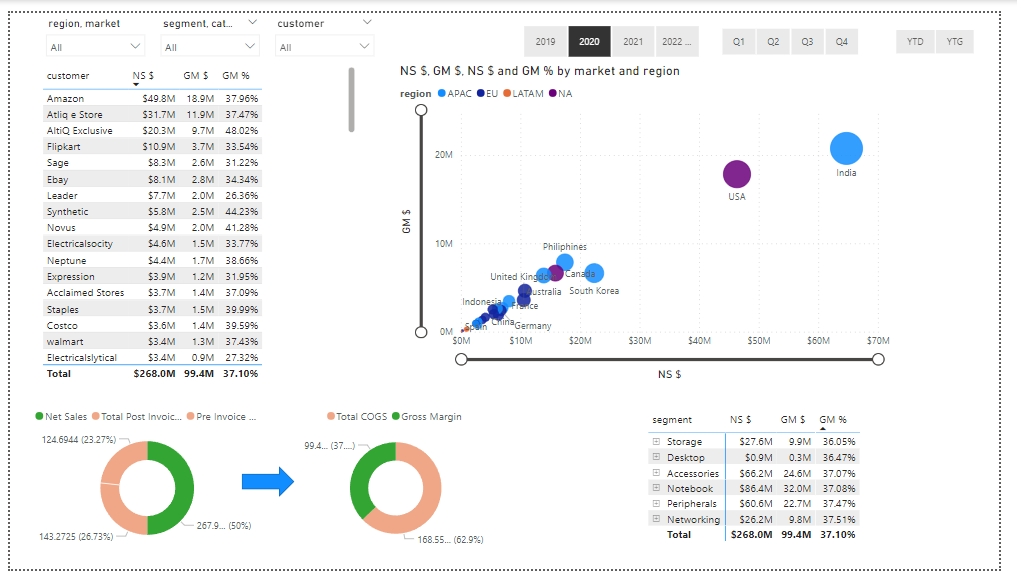 region, market
segment, cat...
customer
All
All
All
2019 2020 2021 2022 ...
Q1 Q2 Q3 Q4
YTD YTG
customer NS $ GM $ GM %
Amazon $49.8M 18.9M 37.96%
Atliq e Store $31.7M 11.9M 37.47%
AltiQ Exclusive $20.3M 9.7M 48.02%
Flipkart $10.9M 3.7M 33.54%
Sage $8.3M 2.6M 31.22%
Ebay $8.1M 2.8M 34.34%
Leader $7.7M 2.0M 26.36%
Synthetic $5.8M 2.5M 44.23%
Novus $4.9M 2.0M 41.28%
Electricalsocity $4.6M 1.5M 33.77%
Neptune $4.4M 1.7M 38.66%
Expression $3.9M 1.2M 31.95%
Acclaimed Stores $3.7M 1.4M 37.09%
Staples $3.7M 1.5M 39.99%
Costco $3.6M 1.4M 39.59%
walmart $3.4M 1.3M 37.43%
Electricalslytical $3.4M 0.9M 27.32%
Total $268.0M 99.4M 37.10%
NS $, GM $, NS $ and GM % by market and region
region APAC EU LATAM NA
GM $
20M
10M
0M
India
USA
Philiphines
United Kingdo
Canada
ustralia
South Korea
Indonesia
France
Spain
China
Germany
$0M $10M $20M $30M $40M $50M $60M $70M
NS $
Net Sales Total Post Invoic... Pre Invoice ...
124.6944 (23.27%)
267.9... (50%)
143.2725 (26.73%)
Total COGS Gross Margin
99.4... (37....)
168.55... (62.9%)
segment NS $ GM $ GM %
Storage $27.6M 9.9M 36.05%
Desktop $0.9M 0.3M 36.47%
Accessories $66.2M 24.6M 37.07%
Notebook $86.4M 32.0M 37.08%
Peripherals $60.6M 22.7M 37.47%
Networking $26.2M 9.8M 37.51%
Total $268.0M 99.4M 37.10%